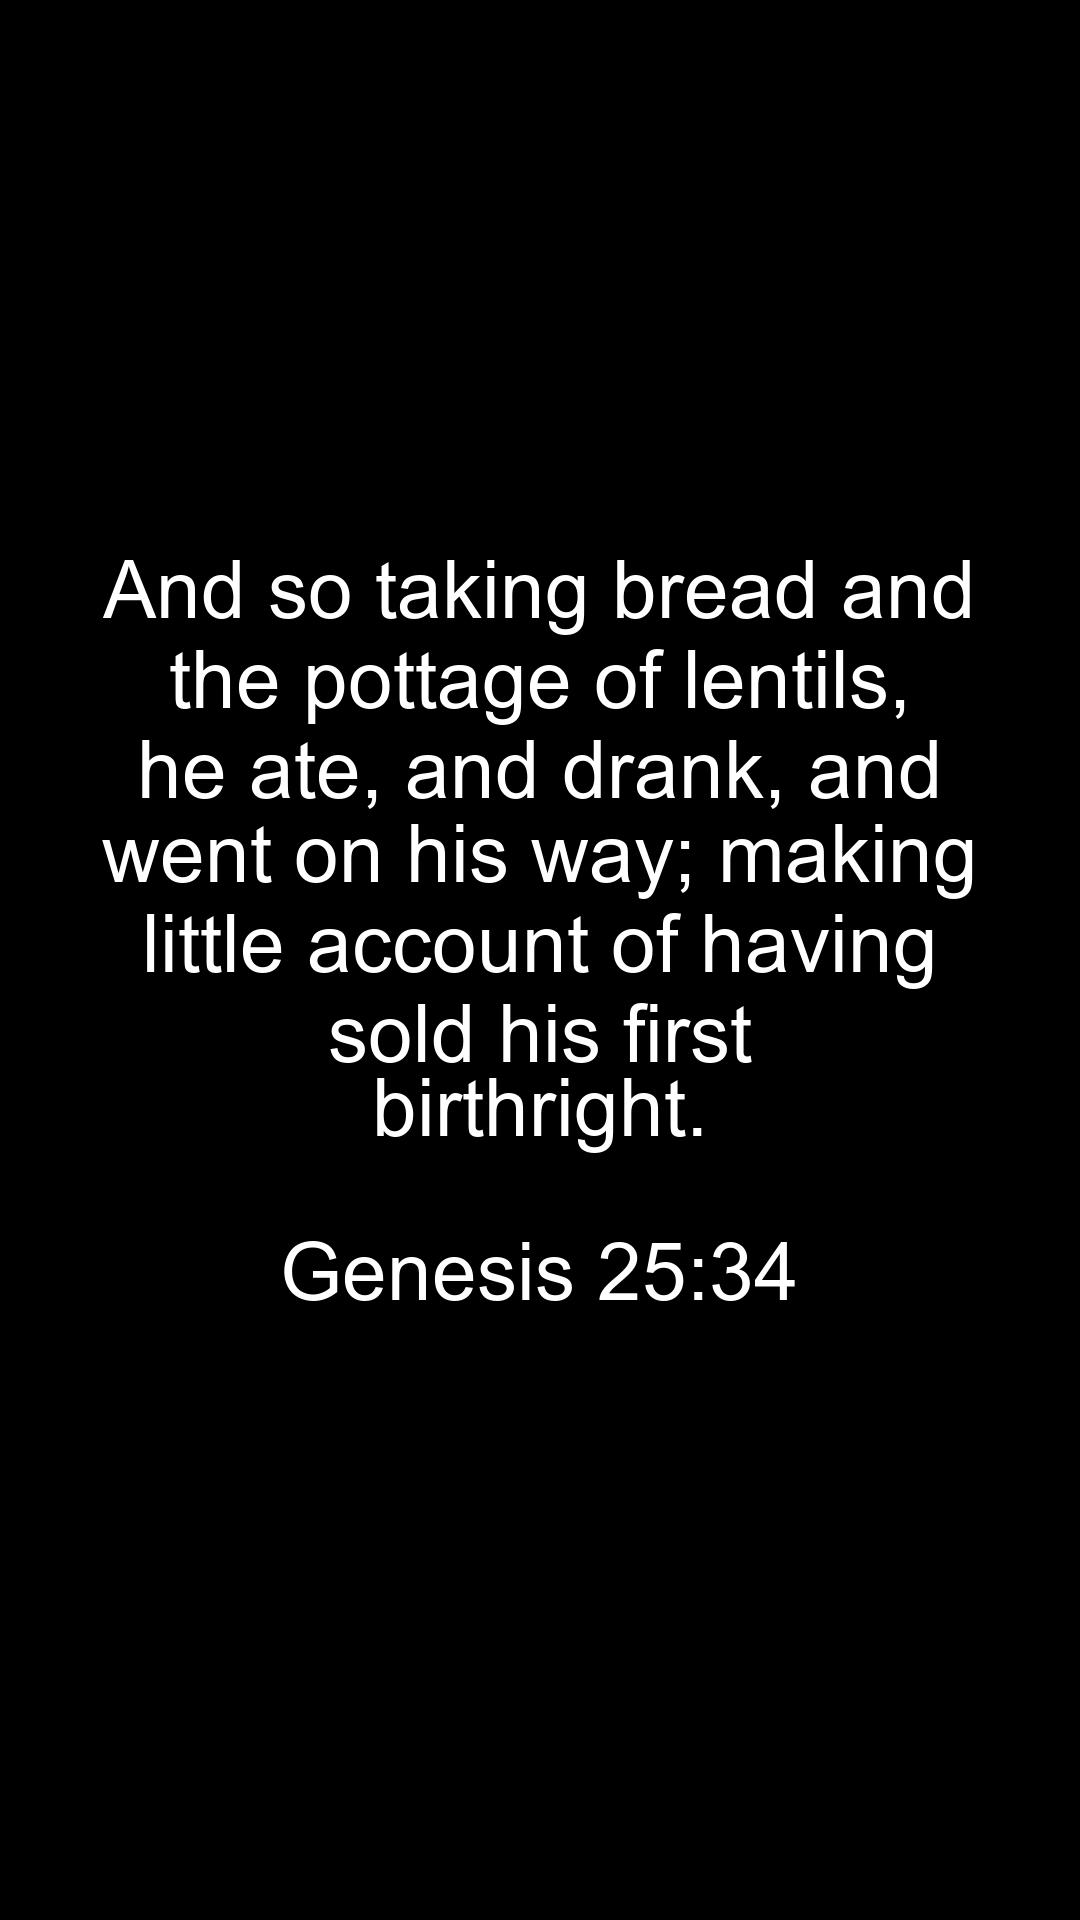 And so taking bread and
the pottage of lentils,
he ate, and drank, and
went on his way; making
little account of having
sold his first
birthright.
Genesis 25:34